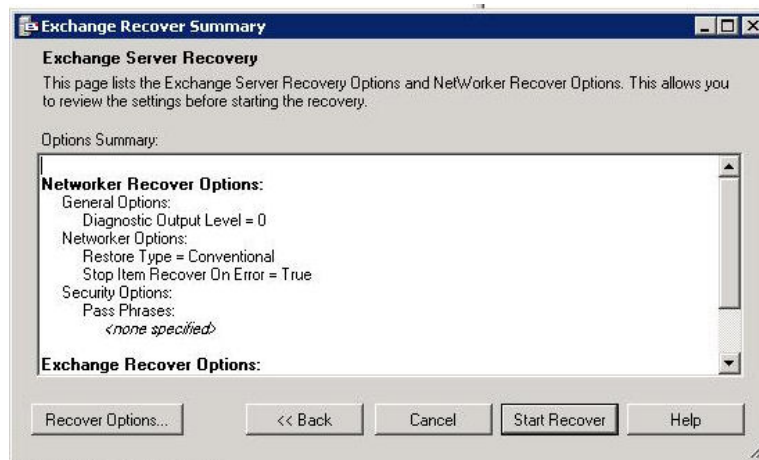 Exchange Recover Summary
Exchange Server Recovery
This page lists the Exchange Server Recovery Options and NetWorker Recover Options. This allows you
to review the settings before starting the recovery.
Options Summary:
Networker Recover Options:
General Options:
Diagnostic Output Level = 0
Networker Options:
Restore Type = Conventional
Stop Item Recover On Error = True
Security Options:
Pass Phrases:
<none specified>
Exchange Recover Options:
Recover Options...
<< Back
Cancel
Start Recover
Help